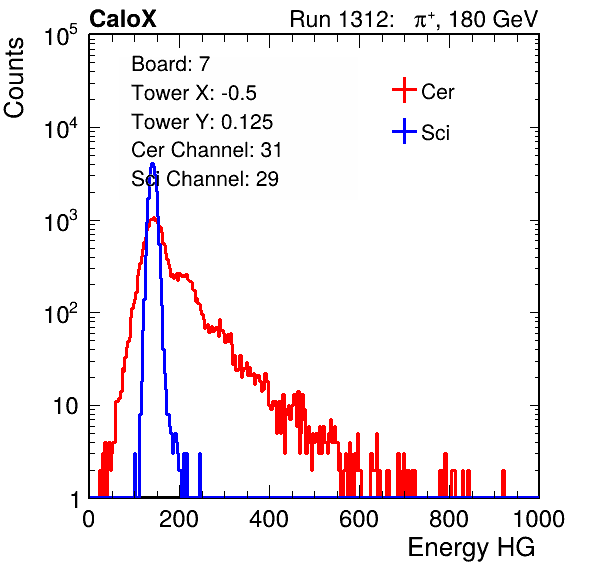 CaloX Run 1312: π⁺, 180 GeV
Counts
Board: 7
Tower X: -0.5
Tower Y: 0.125
Cer Channel: 31
Sci Channel: 29
Cer
Sci
10⁵
10⁴
10³
10²
10
1
0 200 400 600 800 1000
Energy HG